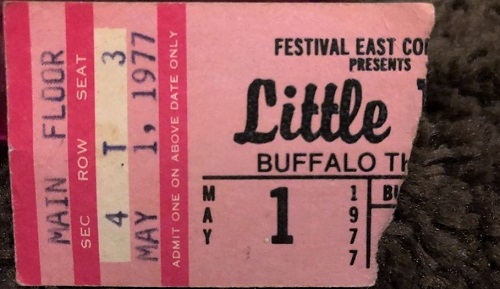 MAIN FLOOR
SEC ROW SEAT
4 T 3
MAY 1, 1977
ADMIT ONE ON ABOVE DATE ONLY
FESTIVAL EAST CO
PRESENTS
Little
BUFFALO TH
MAY 1 1977